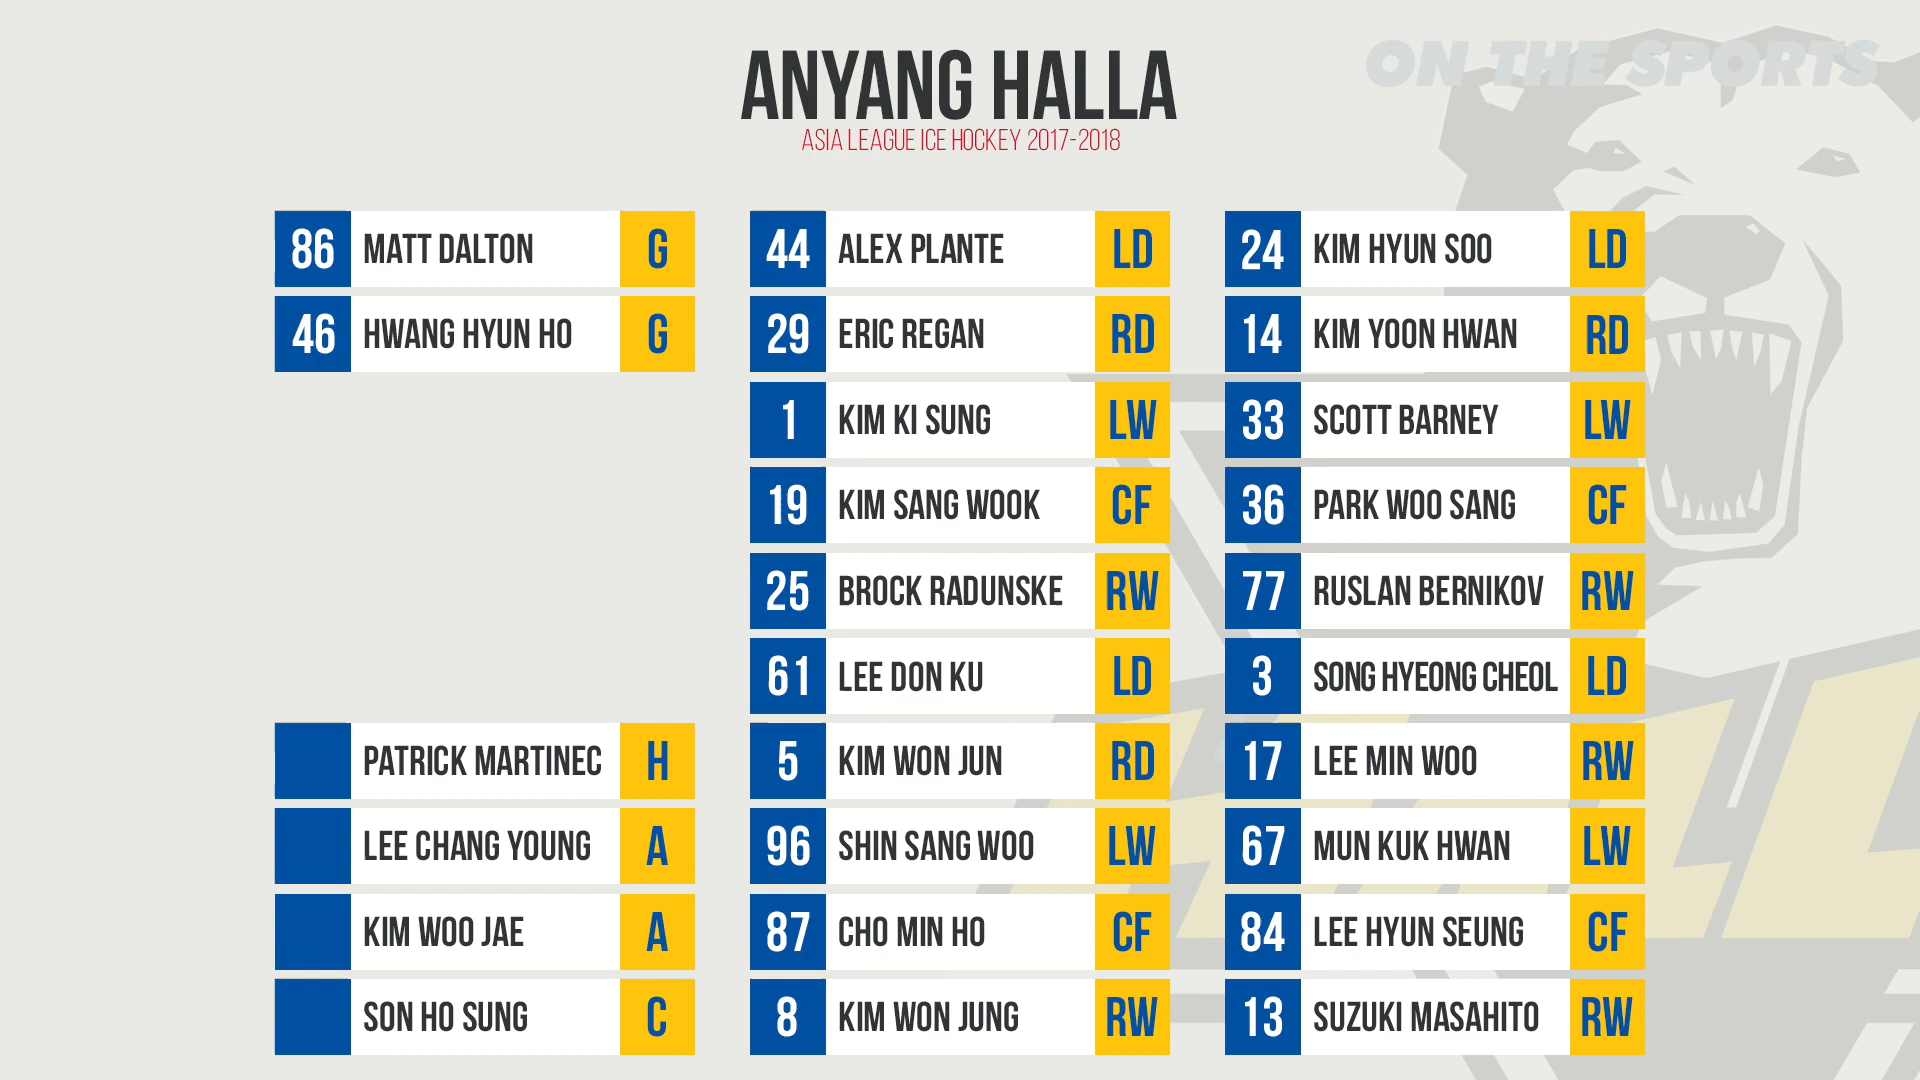 ON THE SPORTS
ANYANG HALLA
ASIA LEAGUE ICE HOCKEY 2017-2018
86 MATT DALTON G
46 HWANG HYUN HO G
PATRICK MARTINEC H
LEE CHANG YOUNG A
KIM WOO JAE A
SON HO SUNG C
44 ALEX PLANTE LD
29 ERIC REGAN RD
1 KIM KI SUNG LW
19 KIM SANG WOOK CF
25 BROCK RADUNSKE RW
61 LEE DON KU LD
5 KIM WON JUN RD
96 SHIN SANG WOO LW
87 CHO MIN HO CF
8 KIM WON JUNG RW
24 KIM HYUN SOO LD
14 KIM YOON HWAN RD
33 SCOTT BARNEY LW
36 PARK WOO SANG CF
77 RUSLAN BERNIKOV RW
3 SONG HYEONG CHEOL LD
17 LEE MIN WOO RW
67 MUN KUK HWAN LW
84 LEE HYUN SEUNG CF
13 SUZUKI MASAHITO RW